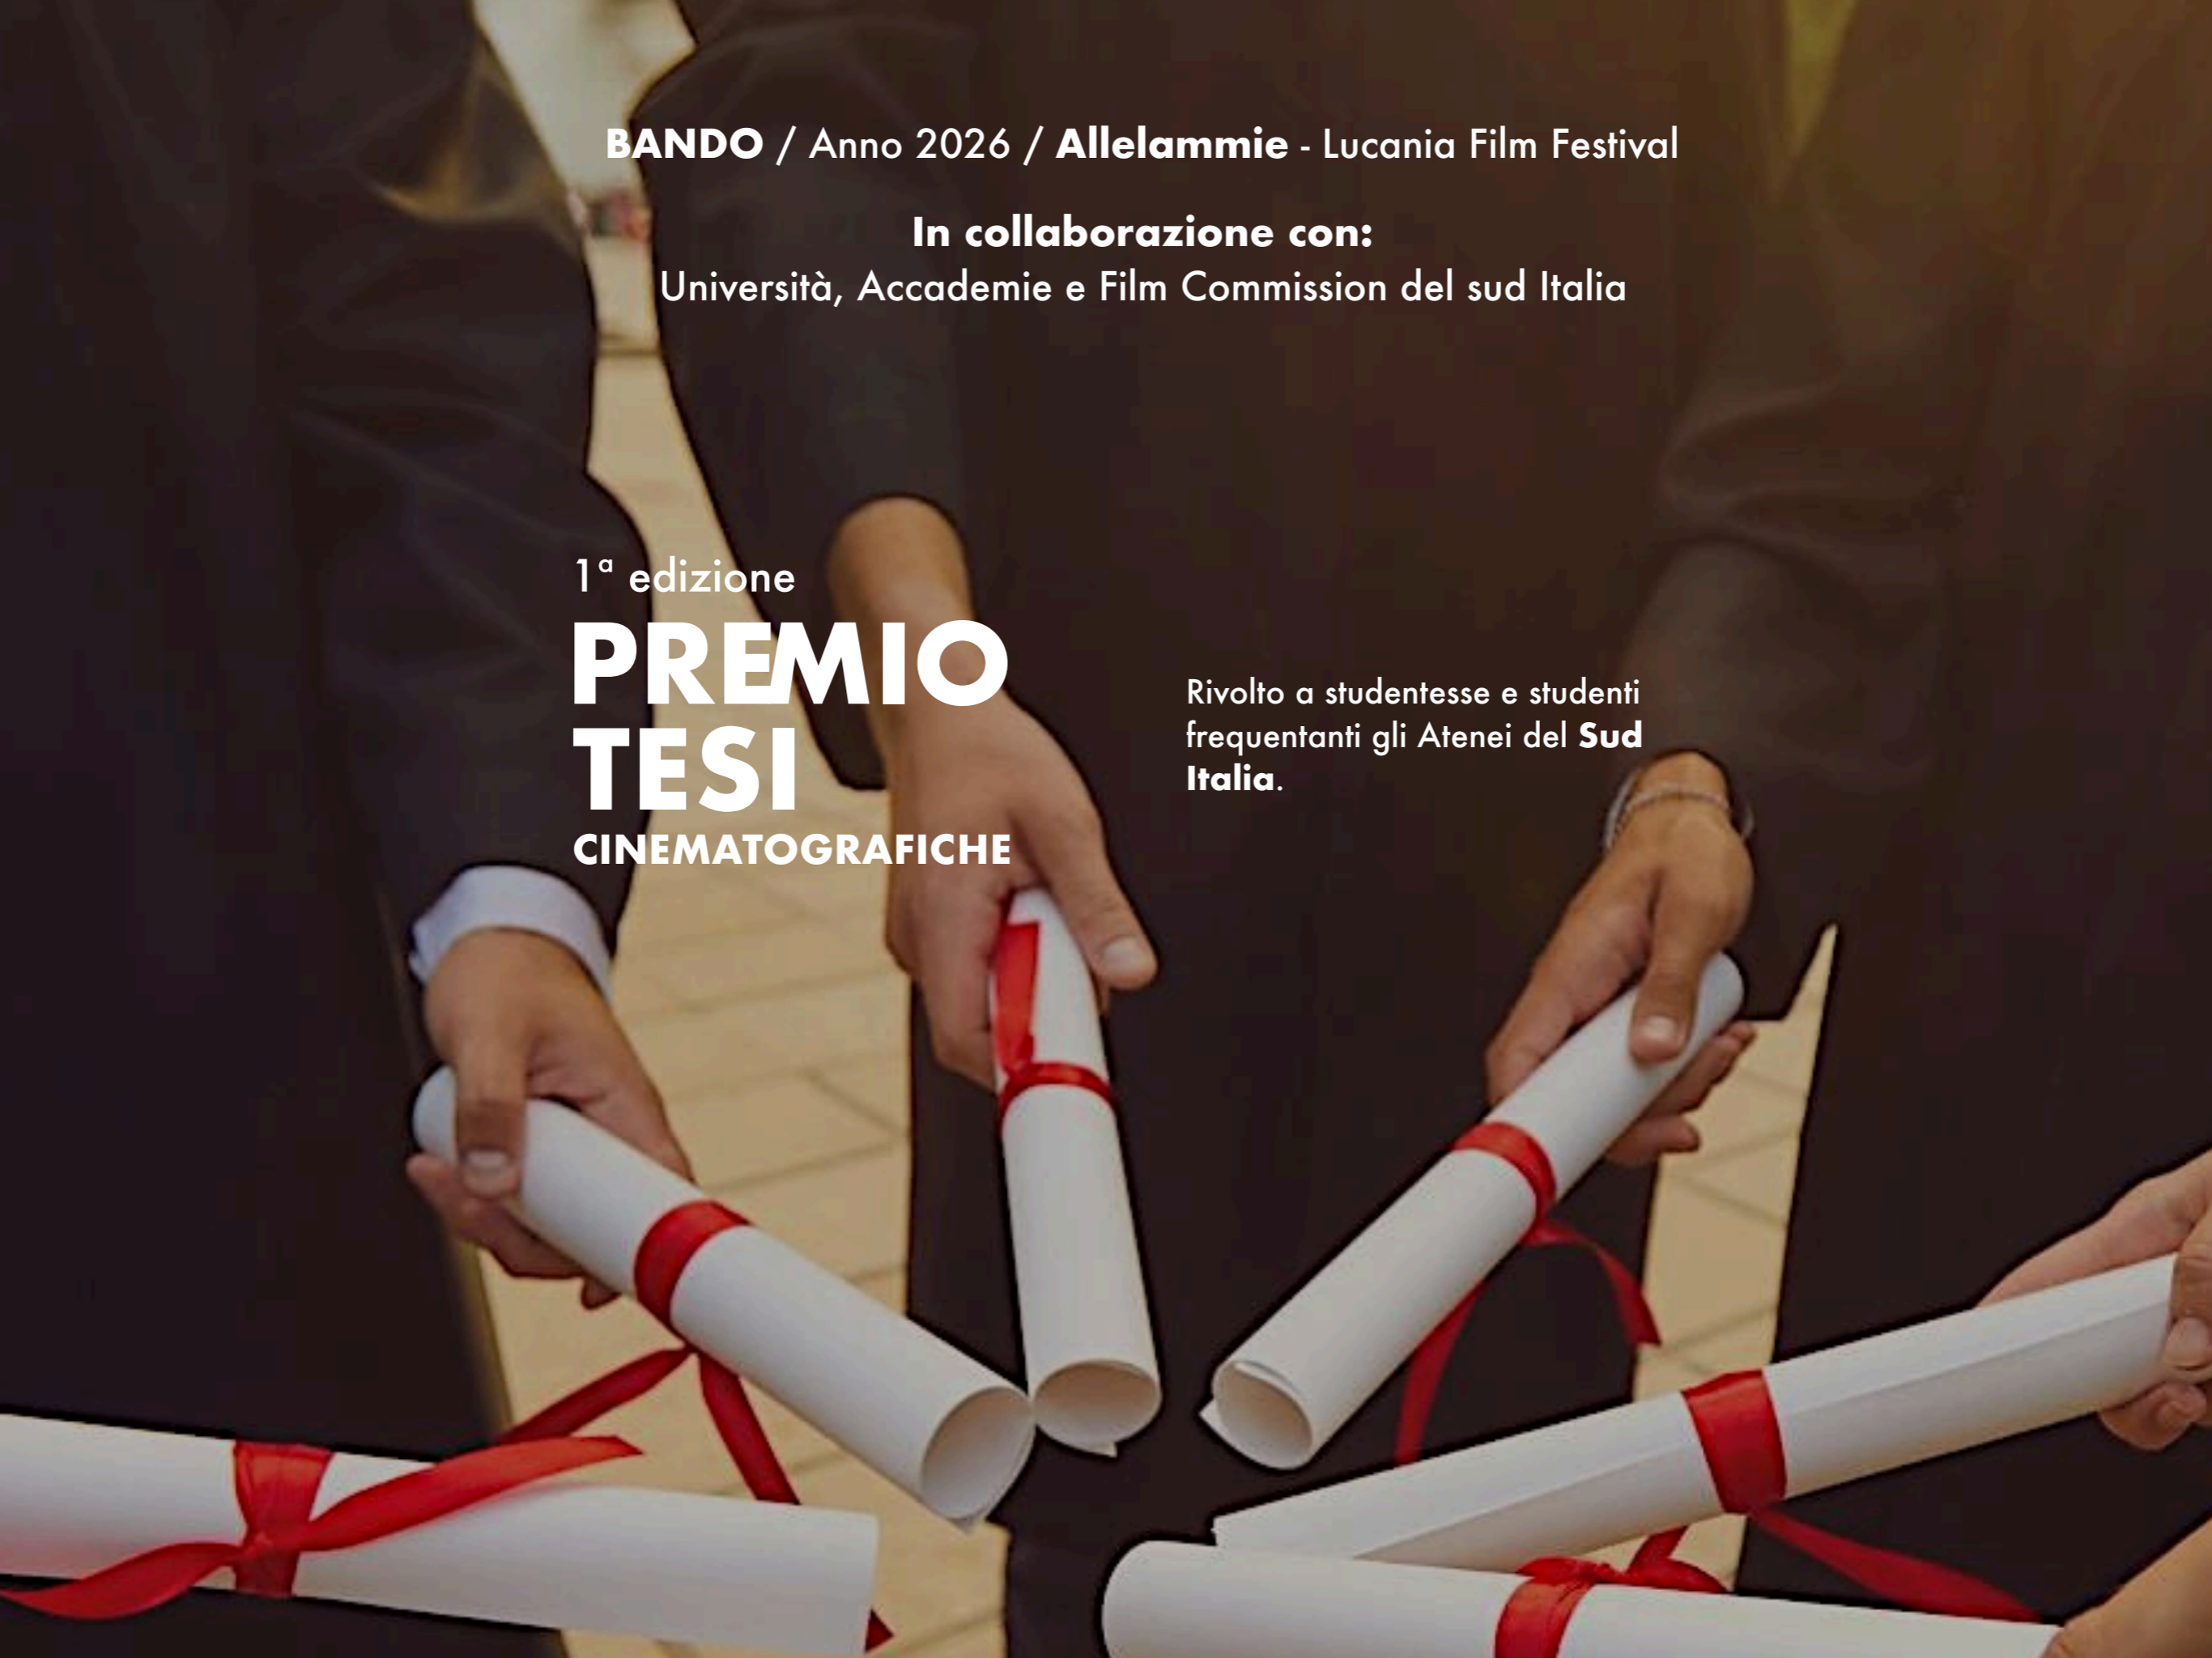 BANDO / Anno 2026 / Allelammie - Lucania Film Festival
In collaborazione con:
Università, Accademie e Film Commission del sud Italia
1ª edizione
PREMIO
TESI
CINEMATOGRAFICHE
Rivolto a studentesse e studenti
frequentanti gli Atenei del Sud
Italia.